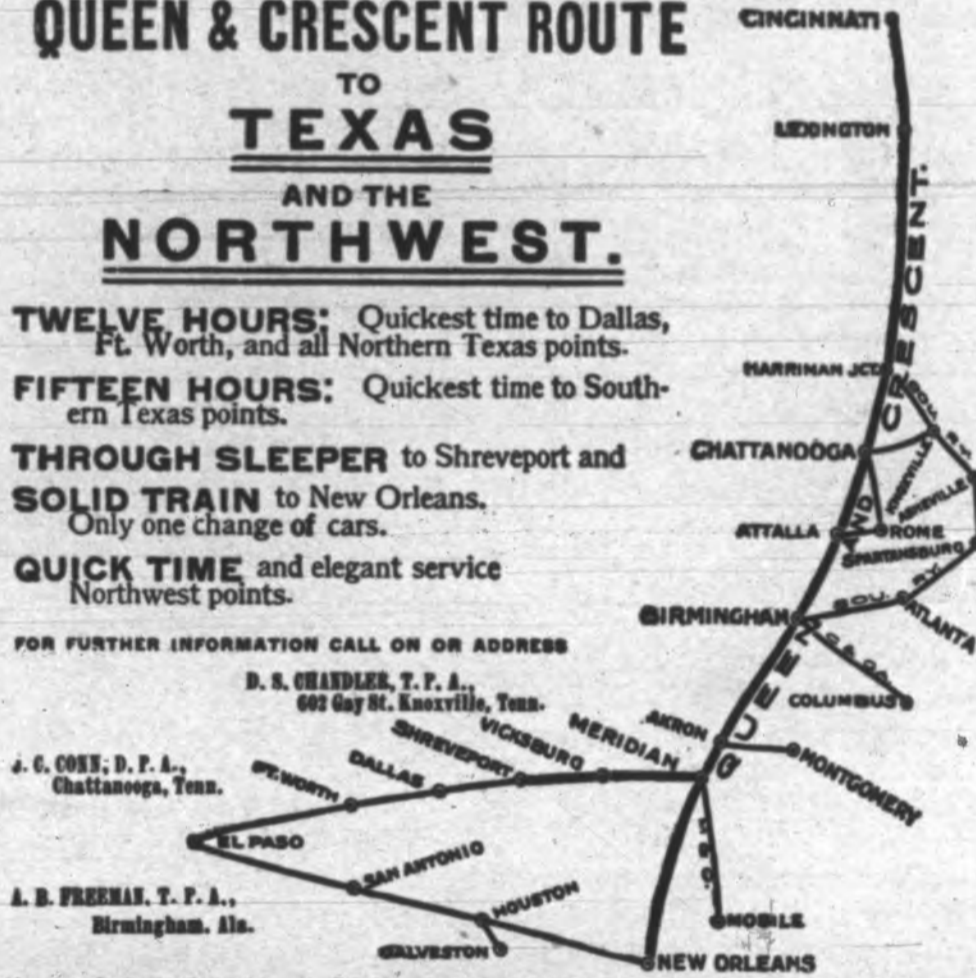 QUEEN & CRESCENT ROUTE
TO
TEXAS
AND THE
NORTHWEST.
TWELVE HOURS: Quickest time to Dallas,
Ft. Worth, and all Northern Texas points.
FIFTEEN HOURS: Quickest time to South-
ern Texas points.
THROUGH SLEEPER to Shreveport and
SOLID TRAIN to New Orleans.
Only one change of cars.
QUICK TIME and elegant service
Northwest points.
FOR FURTHER INFORMATION CALL ON OR ADDRESS
D. S. CHANDLER, T. P. A.,
602 Gay St. Knoxville, Tenn.
J. C. CONN, D. P. A.,
Chattanooga, Tenn.
A. B. FREEMAN, T. P. A.,
Birmingham. Ala.
CINCINNATI
LEXINGTON
HARRIMAN JCT.
CHATTANOOGA
ATTALLA
BIRMINGHAM
AKRON
MERIDIAN
VICKSBURG
SHREVEPORT
DALLAS
FT. WORTH
EL PASO
SAN ANTONIO
HOUSTON
GALVESTON
NEW ORLEANS
MOBILE
MONTGOMERY
COLUMBUS
ATLANTA
SPARTANSBURG
ROME
ASHEVILLE
KNOXVILLE
SOU. RY.
SOU. RY.
QUEEN AND CRESCENT.